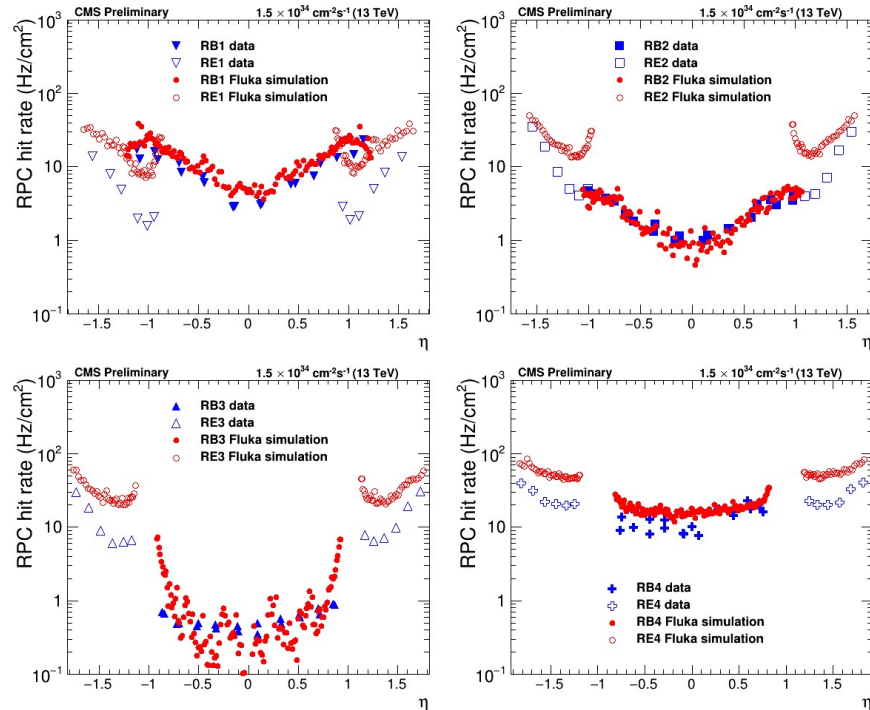 CMS Preliminary 1.5 × 10³⁴ cm⁻²s⁻¹ (13 TeV)
RPC hit rate (Hz/cm²)
10³
10²
10
1
10⁻¹
RB1 data
RE1 data
RB1 Fluka simulation
RE1 Fluka simulation
−1.5 −1 −0.5 0 0.5 1 1.5
η
CMS Preliminary 1.5 × 10³⁴ cm⁻²s⁻¹ (13 TeV)
RPC hit rate (Hz/cm²)
10³
10²
10
1
10⁻¹
RB2 data
RE2 data
RB2 Fluka simulation
RE2 Fluka simulation
−1.5 −1 −0.5 0 0.5 1 1.5
η
CMS Preliminary 1.5 × 10³⁴ cm⁻²s⁻¹ (13 TeV)
RPC hit rate (Hz/cm²)
10³
10²
10
1
10⁻¹
RB3 data
RE3 data
RB3 Fluka simulation
RE3 Fluka simulation
−1.5 −1 −0.5 0 0.5 1 1.5
η
CMS Preliminary 1.5 × 10³⁴ cm⁻²s⁻¹ (13 TeV)
RPC hit rate (Hz/cm²)
10³
10²
10
1
10⁻¹
RB4 data
RE4 data
RB4 Fluka simulation
RE4 Fluka simulation
−1.5 −1 −0.5 0 0.5 1 1.5
η